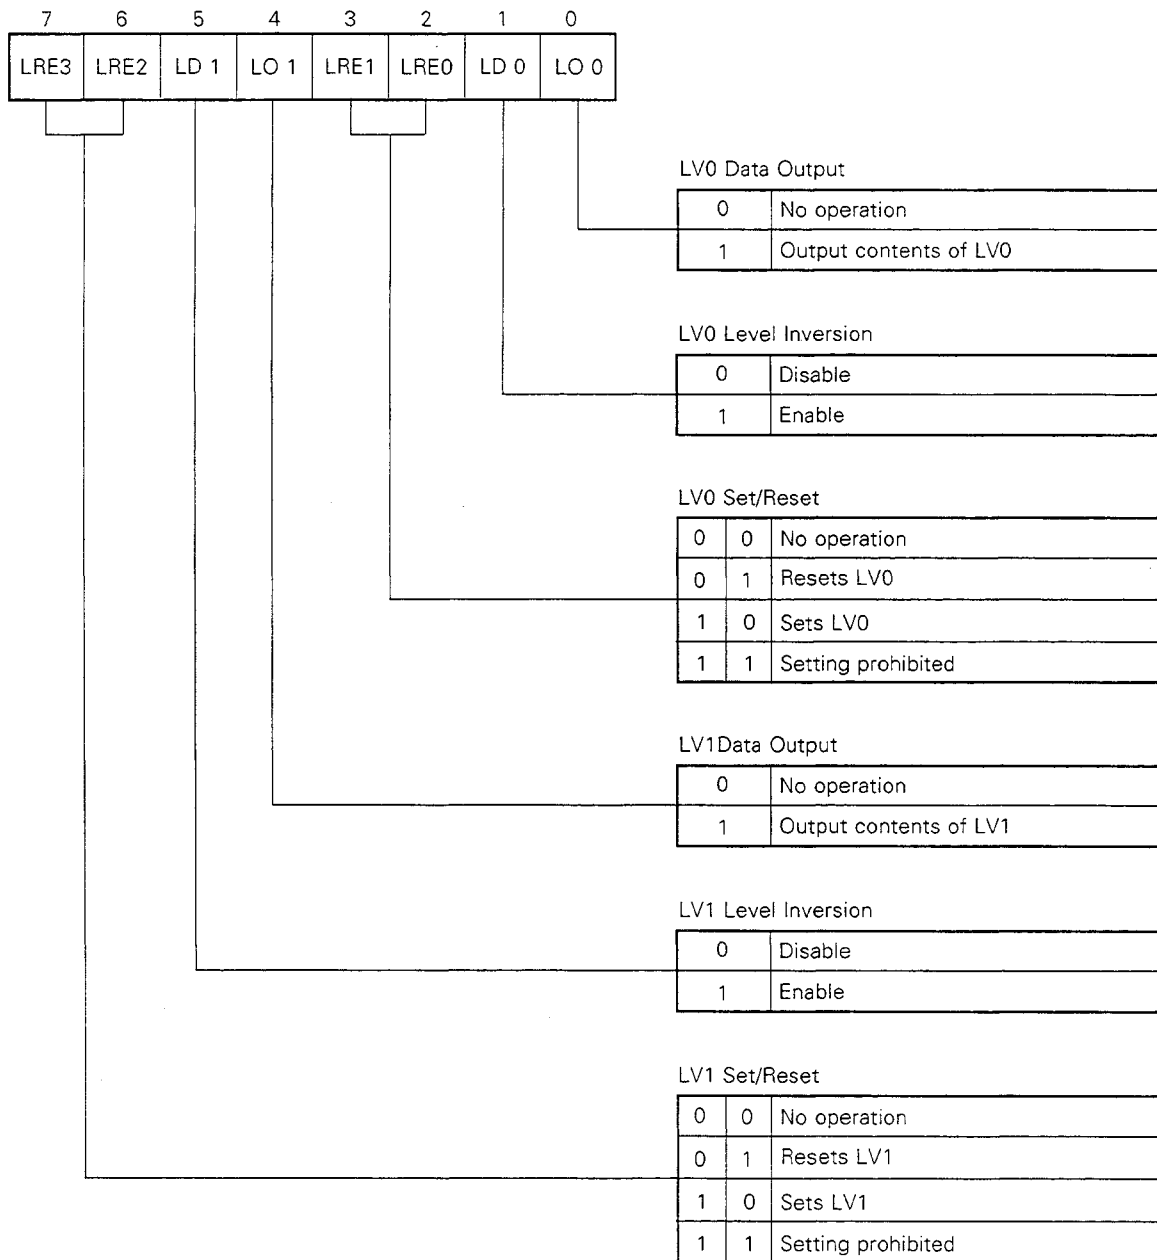 7 6 5 4 3 2 1 0
LRE3 LRE2 LD 1 LO 1 LRE1 LRE0 LD 0 LO 0
LV0 Data Output
0 No operation
1 Output contents of LV0
LV0 Level Inversion
0 Disable
1 Enable
LV0 Set/Reset
0 0 No operation
0 1 Resets LV0
1 0 Sets LV0
1 1 Setting prohibited
LV1Data Output
0 No operation
1 Output contents of LV1
LV1 Level Inversion
0 Disable
1 Enable
LV1 Set/Reset
0 0 No operation
0 1 Resets LV1
1 0 Sets LV1
1 1 Setting prohibited